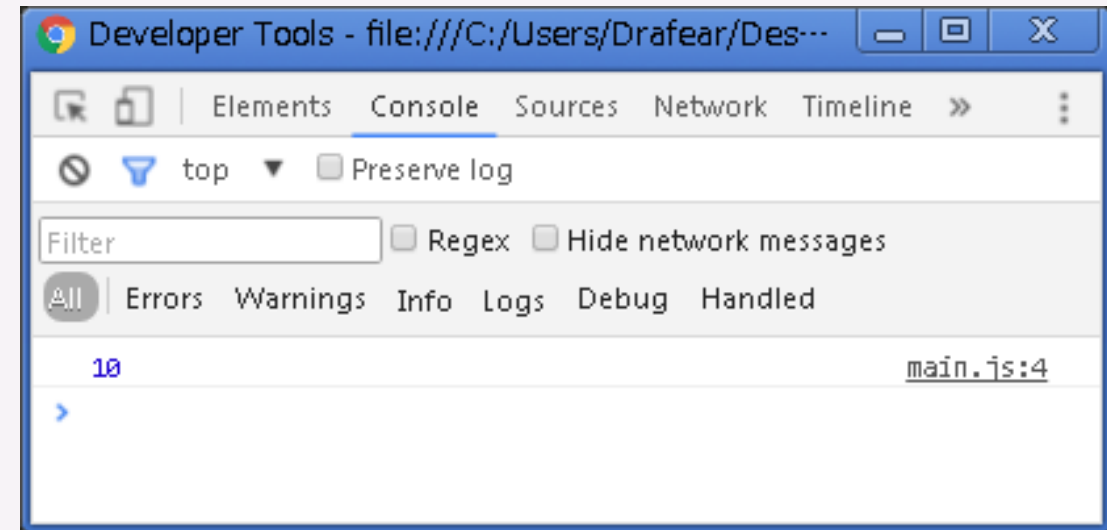 Developer Tools - file:///C:/Users/Drafear/Des···
Elements Console Sources Network Timeline »
top ▼ Preserve log
Filter Regex Hide network messages
All Errors Warnings Info Logs Debug Handled
10 main.js:4
>